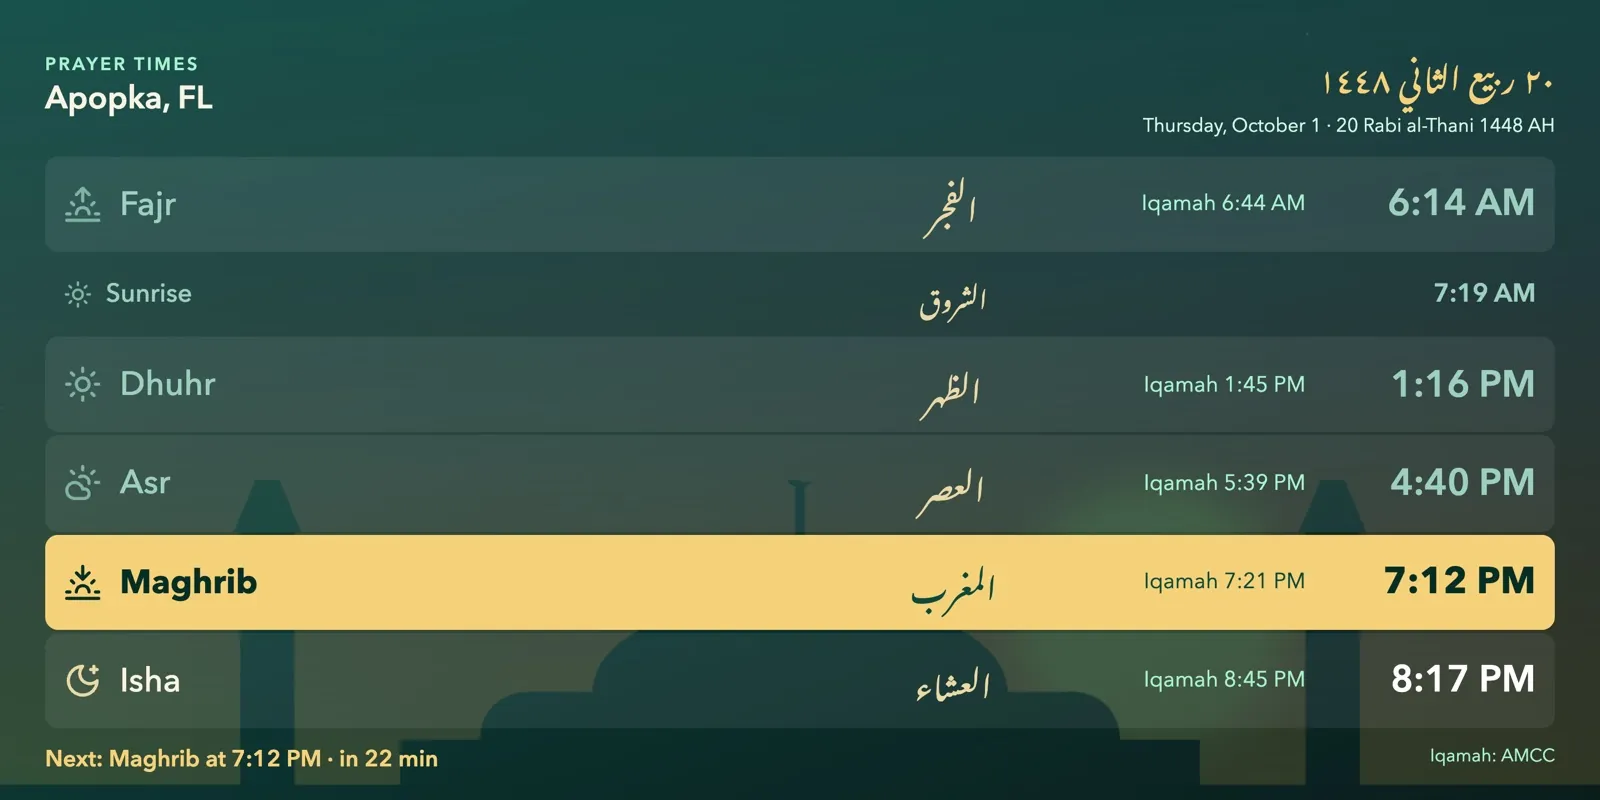 PRAYER TIMES
Apopka, FL
٢٠ ربيع الثاني ١٤٤٨
Thursday, October 1 · 20 Rabi al-Thani 1448 AH
Fajr الفجر Iqamah 6:44 AM 6:14 AM
Sunrise الشروق 7:19 AM
Dhuhr الظهر Iqamah 1:45 PM 1:16 PM
Asr العصر Iqamah 5:39 PM 4:40 PM
Maghrib المغرب Iqamah 7:21 PM 7:12 PM
Isha العشاء Iqamah 8:45 PM 8:17 PM
Next: Maghrib at 7:12 PM · in 22 min
Iqamah: AMCC